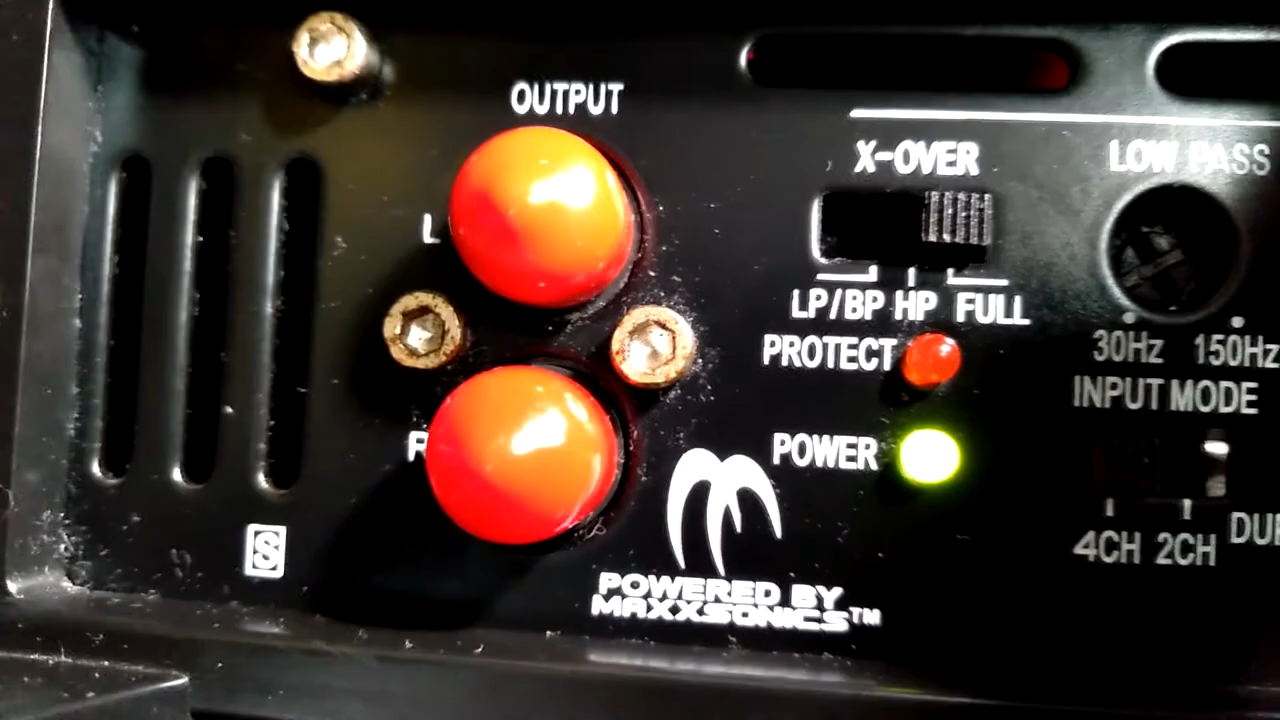 OUTPUT
X-OVER
LOW PASS
L
LP/BP HP FULL
30Hz 150Hz
PROTECT
INPUT MODE
R
POWER
4CH 2CH
S
POWERED BY
MAXXSONICS™